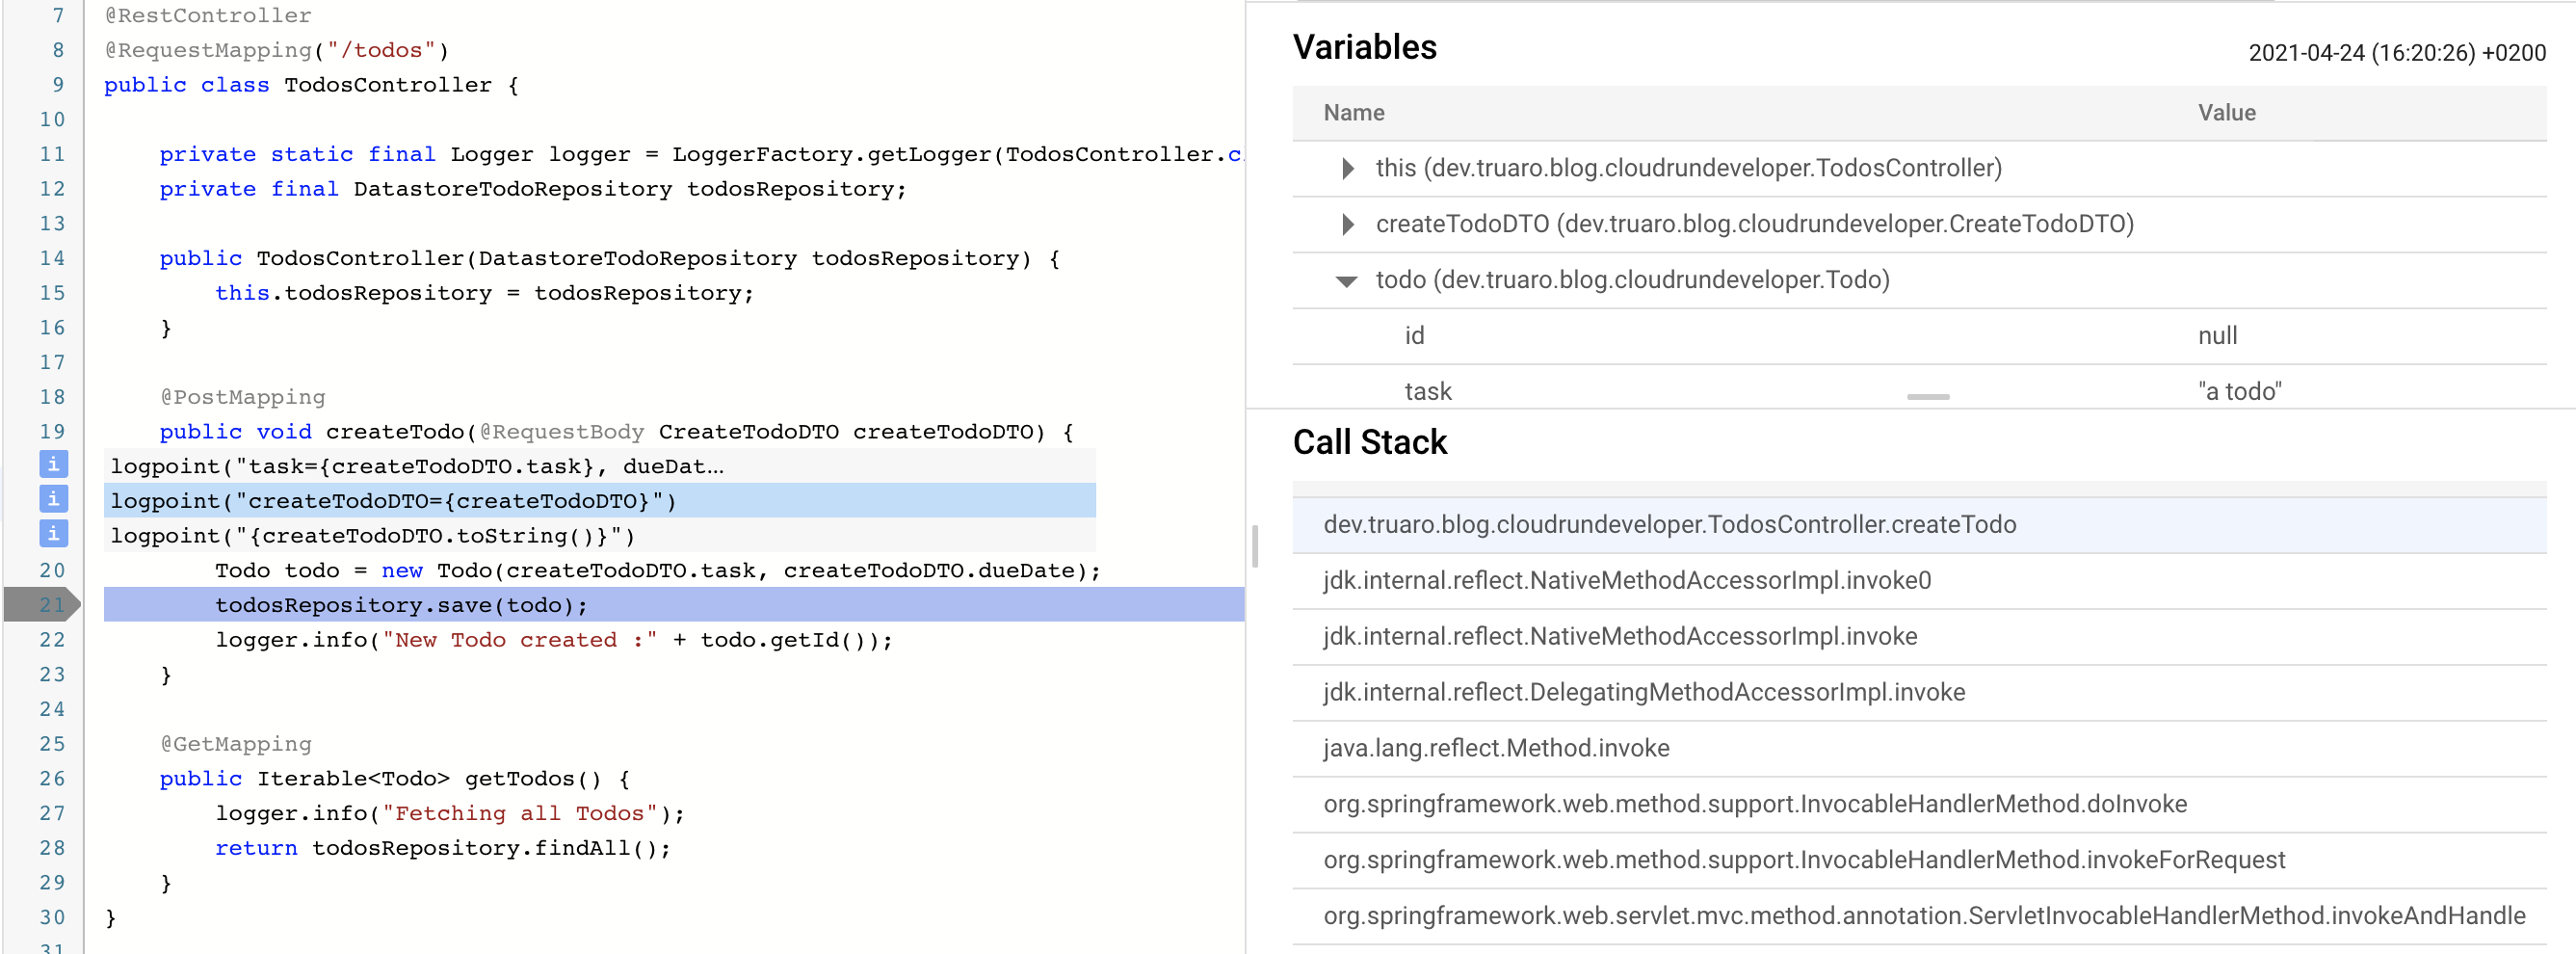 7 @RestController
8 @RequestMapping("/todos")
9 public class TodosController {
10
11 private static final Logger logger = LoggerFactory.getLogger(TodosController.c
12 private final DatastoreTodoRepository todosRepository;
13
14 public TodosController(DatastoreTodoRepository todosRepository) {
15 this.todosRepository = todosRepository;
16 }
17
18 @PostMapping
19 public void createTodo(@RequestBody CreateTodoDTO createTodoDTO) {
i logpoint("task={createTodoDTO.task}, dueDat...
i logpoint("createTodoDTO={createTodoDTO}")
i logpoint("{createTodoDTO.toString()}")
20 Todo todo = new Todo(createTodoDTO.task, createTodoDTO.dueDate);
21 todosRepository.save(todo);
22 logger.info("New Todo created :" + todo.getId());
23 }
24
25 @GetMapping
26 public Iterable<Todo> getTodos() {
27 logger.info("Fetching all Todos");
28 return todosRepository.findAll();
29 }
30 }
31
Variables 2021-04-24 (16:20:26) +0200
Name Value
this (dev.truaro.blog.cloudrundeveloper.TodosController)
createTodoDTO (dev.truaro.blog.cloudrundeveloper.CreateTodoDTO)
todo (dev.truaro.blog.cloudrundeveloper.Todo)
id null
task "a todo"
Call Stack
dev.truaro.blog.cloudrundeveloper.TodosController.createTodo
jdk.internal.reflect.NativeMethodAccessorImpl.invoke0
jdk.internal.reflect.NativeMethodAccessorImpl.invoke
jdk.internal.reflect.DelegatingMethodAccessorImpl.invoke
java.lang.reflect.Method.invoke
org.springframework.web.method.support.InvocableHandlerMethod.doInvoke
org.springframework.web.method.support.InvocableHandlerMethod.invokeForRequest
org.springframework.web.servlet.mvc.method.annotation.ServletInvocableHandlerMethod.invokeAndHandle